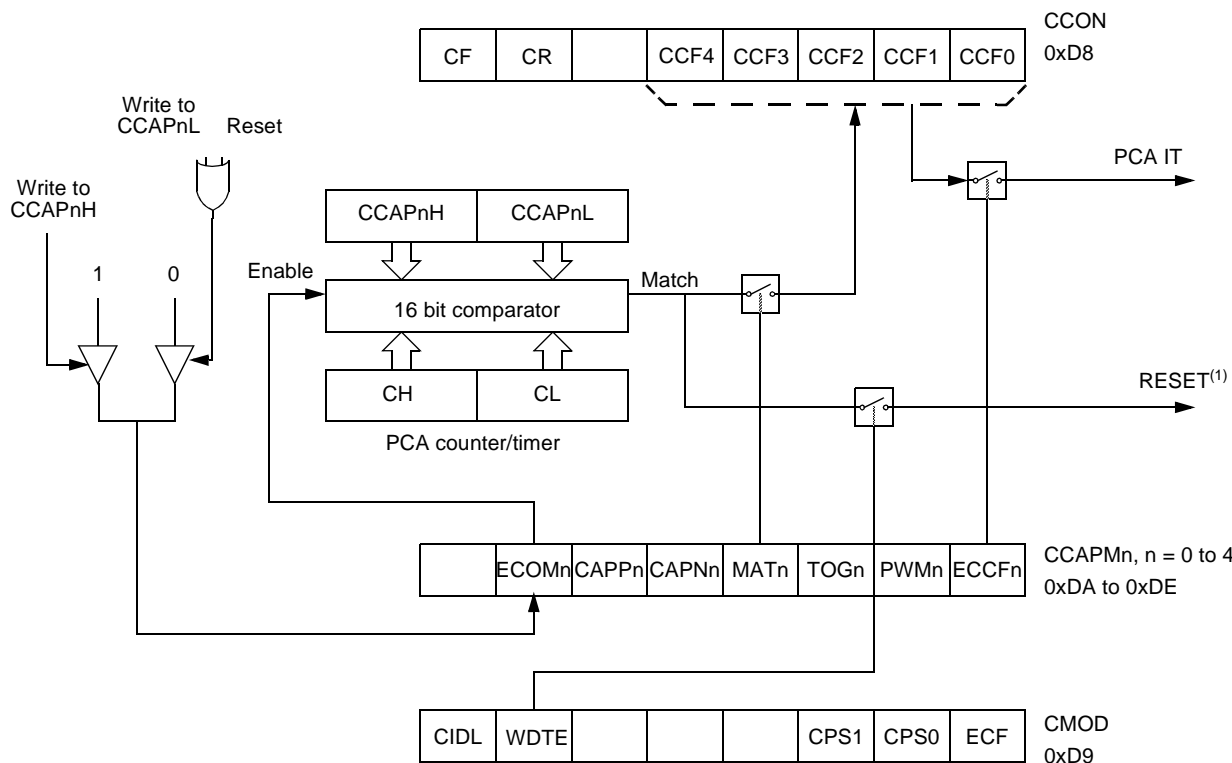 CCON
CF CR CCF4 CCF3 CCF2 CCF1 CCF0
0xD8
Write to
CCAPnL Reset
PCA IT
Write to
CCAPnH
CCAPnH CCAPnL
1 0
Enable
Match
16 bit comparator
RESET(1)
CH CL
PCA counter/timer
ECOMn CAPPn CAPNn MATn TOGn PWMn ECCFn
CCAPMn, n = 0 to 4
0xDA to 0xDE
CIDL WDTE CPS1 CPS0 ECF
CMOD
0xD9